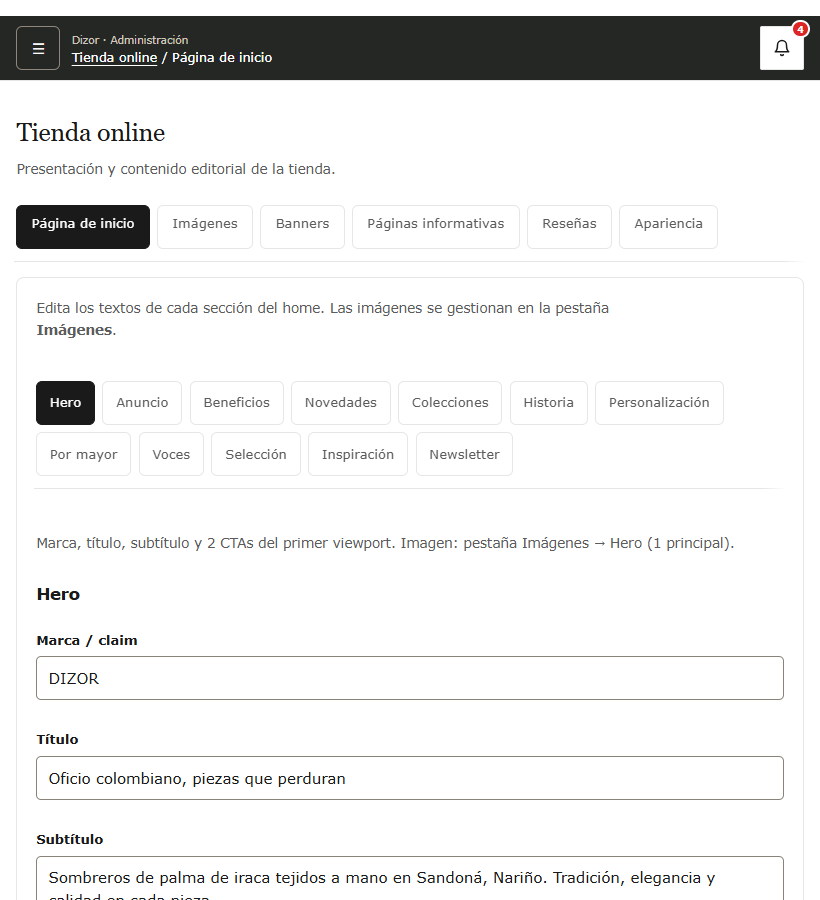 ☰
Dizor · Administración
Tienda online / Página de inicio
4
Tienda online
Presentación y contenido editorial de la tienda.
Página de inicio
Imágenes
Banners
Páginas informativas
Reseñas
Apariencia
Edita los textos de cada sección del home. Las imágenes se gestionan en la pestaña
Imágenes.
Hero
Anuncio
Beneficios
Novedades
Colecciones
Historia
Personalización
Por mayor
Voces
Selección
Inspiración
Newsletter
Marca, título, subtítulo y 2 CTAs del primer viewport. Imagen: pestaña Imágenes → Hero (1 principal).
Hero
Marca / claim
DIZOR
Título
Oficio colombiano, piezas que perduran
Subtítulo
Sombreros de palma de iraca tejidos a mano en Sandoná, Nariño. Tradición, elegancia y
calidad en cada pieza.